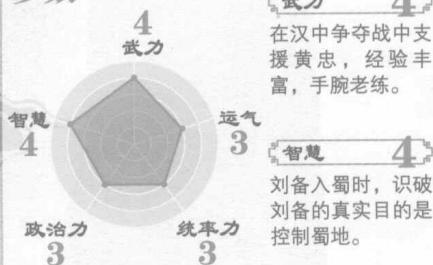 4
武力
智慧
4
运气
3
政治力
3
统率力
3
武力 4
在汉中争夺战中支
援黄忠，经验丰
富，手腕老练。
智慧 4
刘备入蜀时，识破
刘备的真实目的是
控制蜀地。